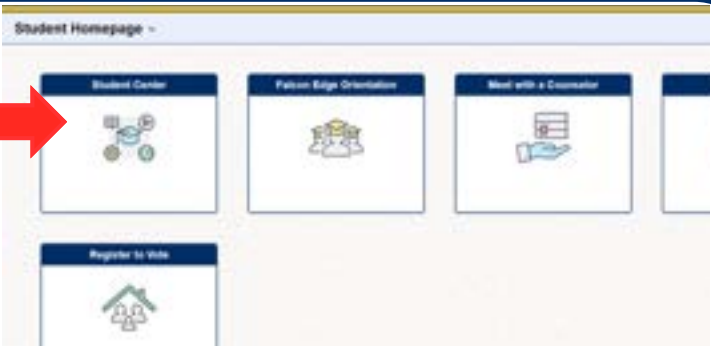 Student Homepage
Student Center
Falcon Edge Orientation
Meet with a Counselor
Register to Vote